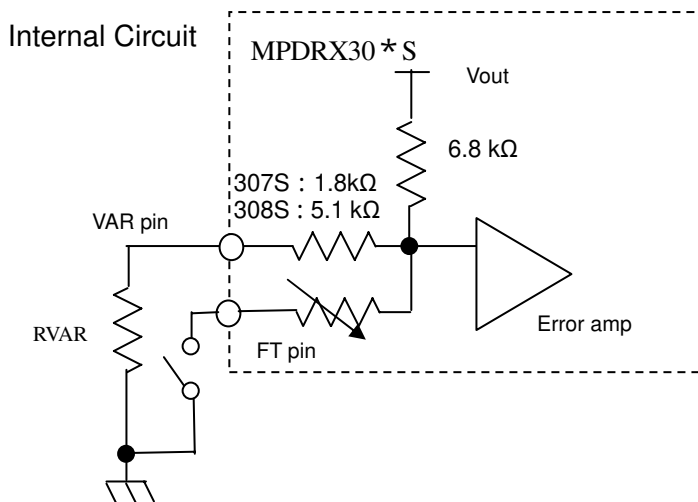 Internal Circuit
MPDRX30*S
Vout
6.8 kΩ
307S : 1.8kΩ
308S : 5.1 kΩ
VAR pin
RVAR
FT pin
Error amp